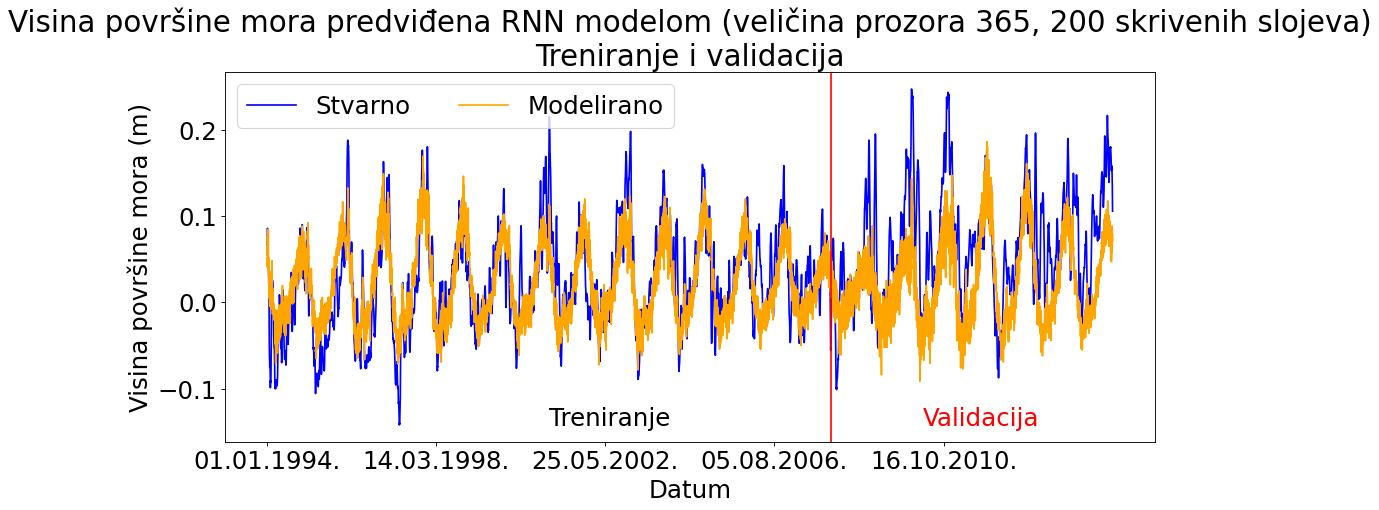 Visina površine mora predviđena RNN modelom (veličina prozora 365, 200 skrivenih slojeva)
Treniranje i validacija
Stvarno
Modelirano
Visina površine mora (m)
0.2
0.1
0.0
−0.1
Treniranje
Validacija
01.01.1994.
14.03.1998.
25.05.2002.
05.08.2006.
16.10.2010.
Datum